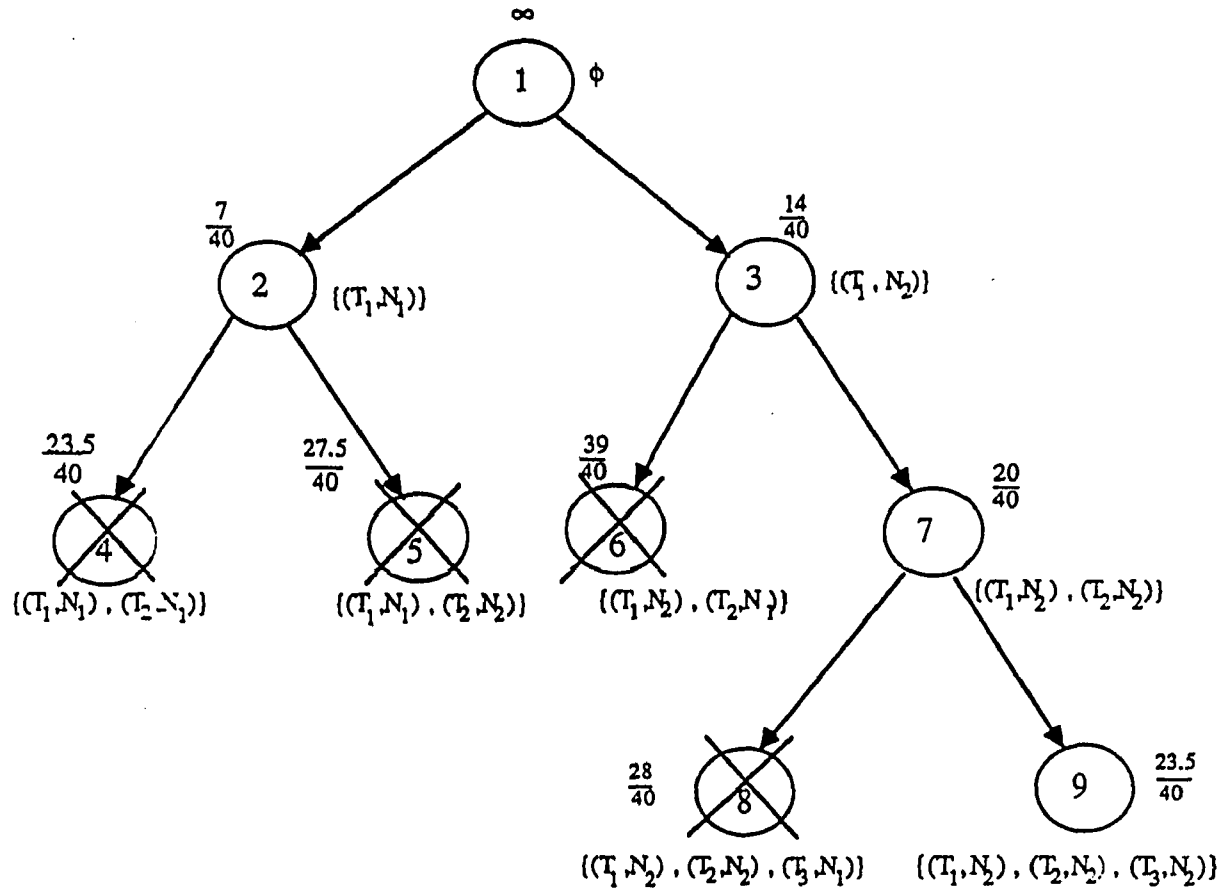 ∞
1 ϕ
7/40
14/40
2 {(T₁,N₁)}
3 {(T₁,N₂)}
23.5/40
27.5/40
39/40
20/40
4
5
6
7
{(T₁,N₁),(T₂,N₁)}
{(T₁,N₁),(T₂,N₂)}
{(T₁,N₂),(T₂,N₁)}
{(T₁,N₂),(T₂,N₂)}
28/40
8
9
23.5/40
{(T₁,N₂),(T₂,N₂),(T₃,N₁)}
{(T₁,N₂),(T₂,N₂),(T₃,N₂)}